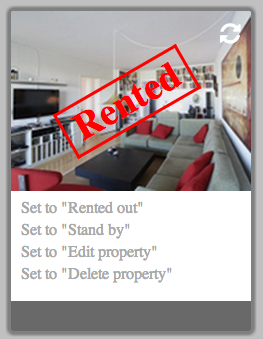 Rented
Set to "Rented out"
Set to "Stand by"
Set to "Edit property"
Set to "Delete property"